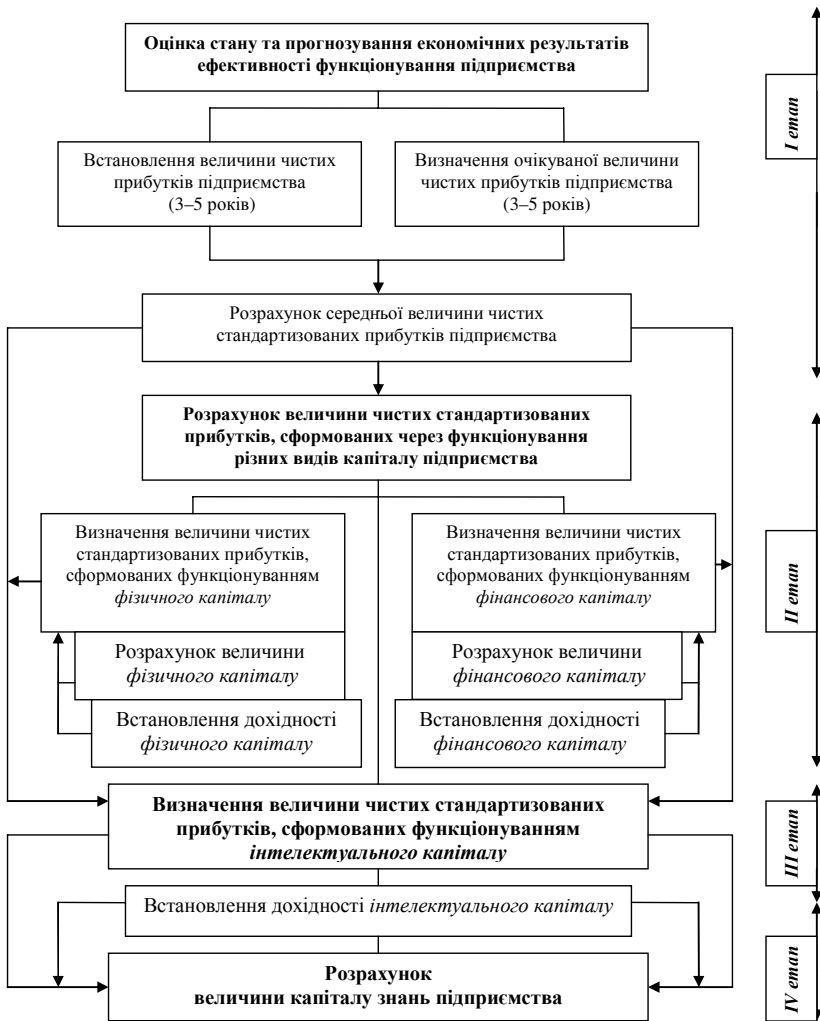 Оцінка стану та прогнозування економічних результатів
ефективності функціонування підприємства
I етап
Встановлення величини чистих
прибутків підприємства
(3–5 років)
Визначення очікуваної величини
чистих прибутків підприємства
(3–5 років)
Розрахунок середньої величини чистих
стандартизованих прибутків підприємства
Розрахунок величини чистих стандартизованих
прибутків, сформованих через функціонування
різних видів капіталу підприємства
II етап
Визначення величини чистих
стандартизованих прибутків,
сформованих функціонуванням
фізичного капіталу
Визначення величини чистих
стандартизованих прибутків,
сформованих функціонуванням
фінансового капіталу
Розрахунок величини
фізичного капіталу
Розрахунок величини
фінансового капіталу
Встановлення дохідності
фізичного капіталу
Встановлення дохідності
фінансового капіталу
Визначення величини чистих стандартизованих
прибутків, сформованих функціонуванням
інтелектуального капіталу
III етап
Встановлення дохідності інтелектуального капіталу
Розрахунок
величини капіталу знань підприємства
IV етап